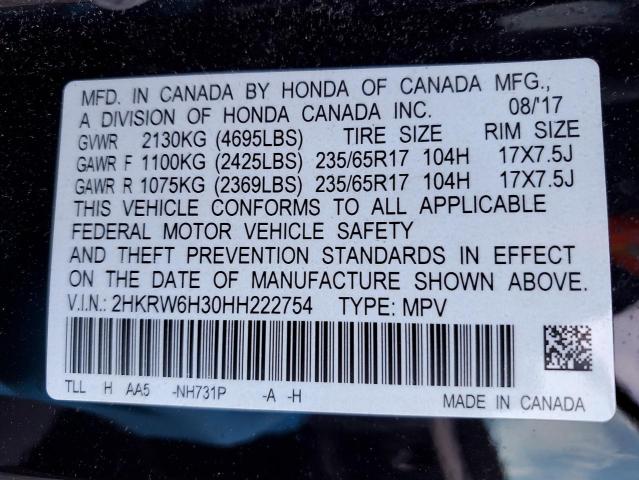 MFD. IN CANADA BY HONDA OF CANADA MFG.,
A DIVISION OF HONDA CANADA INC. 08/'17
GVWR 2130KG (4695LBS) TIRE SIZE RIM SIZE
GAWR F 1100KG (2425LBS) 235/65R17 104H 17X7.5J
GAWR R 1075KG (2369LBS) 235/65R17 104H 17X7.5J
THIS VEHICLE CONFORMS TO ALL APPLICABLE
FEDERAL MOTOR VEHICLE SAFETY
AND THEFT PREVENTION STANDARDS IN EFFECT
ON THE DATE OF MANUFACTURE SHOWN ABOVE.
V.I.N.: 2HKRW6H30HH222754 TYPE: MPV
TLL H AA5 -NH731P -A -H
MADE IN CANADA